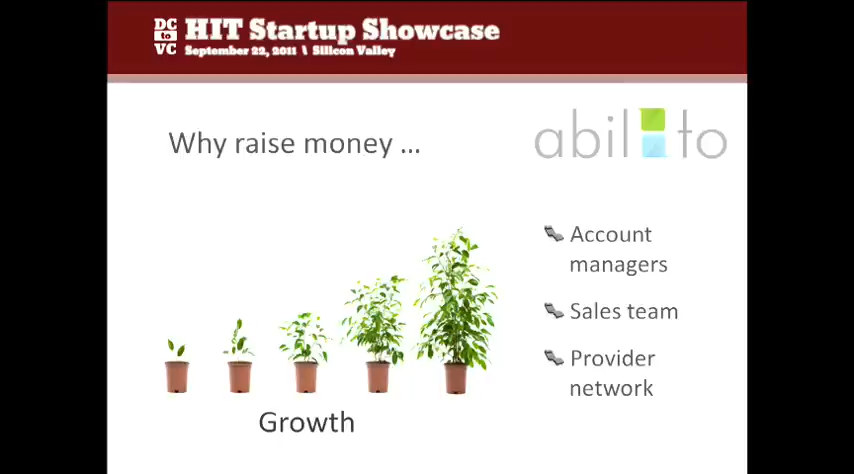 DC to VC
HIT Startup Showcase
September 22, 2011 \ Silicon Valley
Why raise money ...
abilito
Account
managers
Sales team
Provider
network
Growth